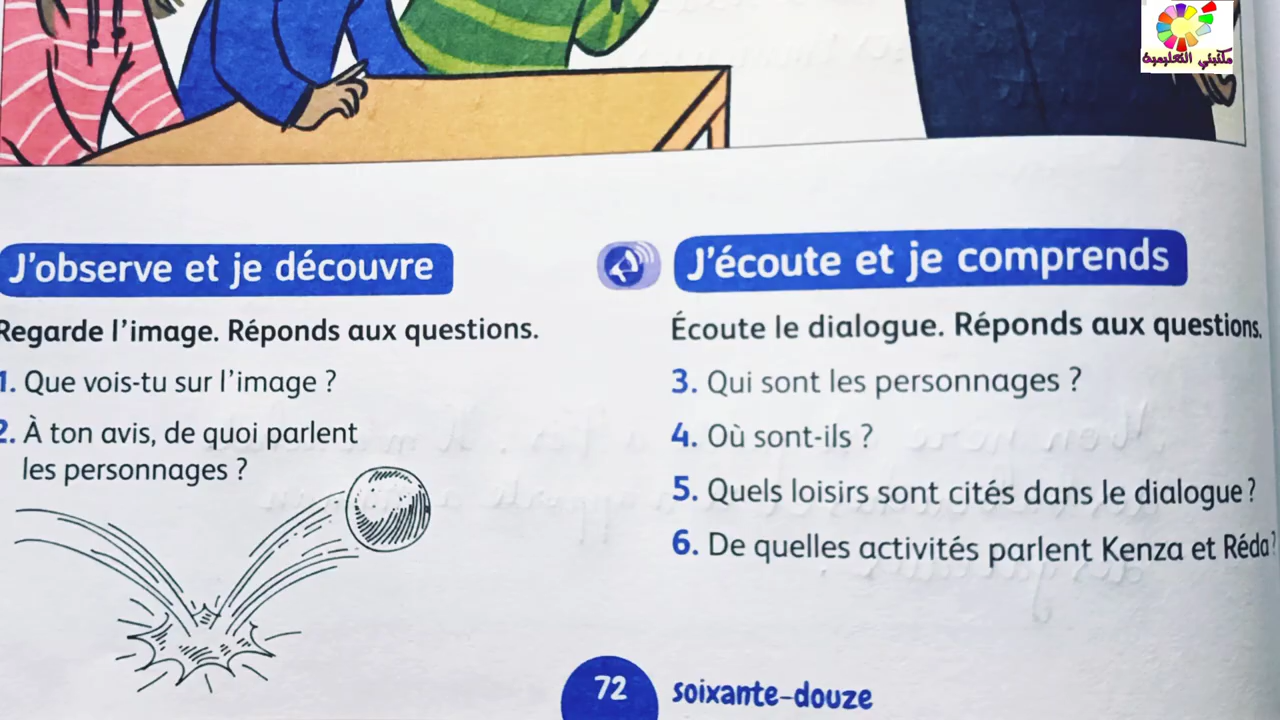 مكتبتي التعليمية
J'observe et je découvre
Regarde l'image. Réponds aux questions.
1. Que vois-tu sur l'image ?
2. À ton avis, de quoi parlent
les personnages ?
J'écoute et je comprends
Écoute le dialogue. Réponds aux questions.
3. Qui sont les personnages ?
4. Où sont-ils ?
5. Quels loisirs sont cités dans le dialogue ?
6. De quelles activités parlent Kenza et Réda ?
72 soixante-douze